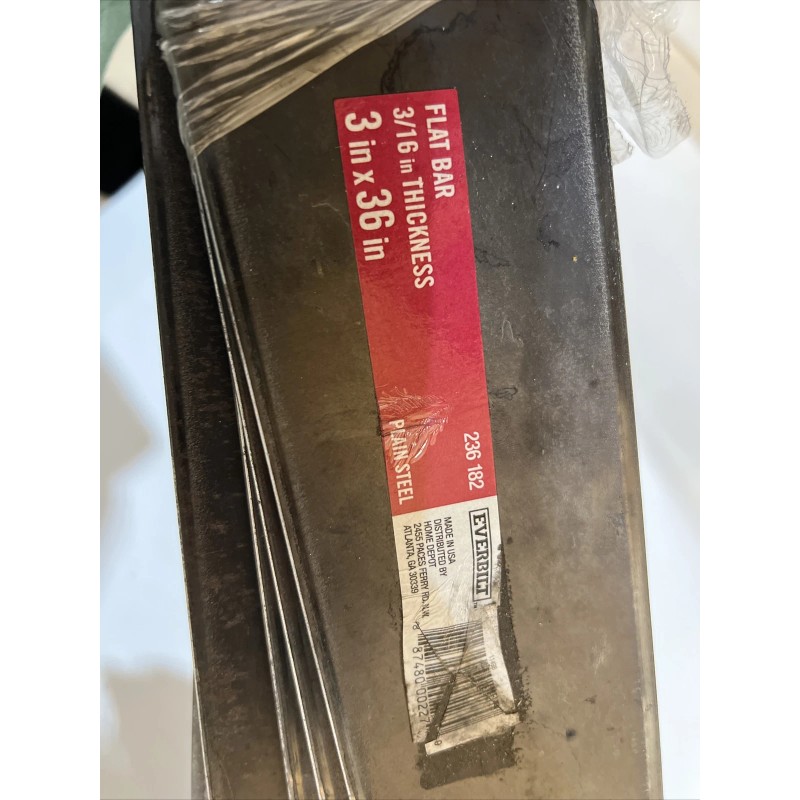 FLAT BAR
3/16 in THICKNESS
3 in x 36 in
236 182
PLAIN STEEL
EVERBILT
MADE IN USA
DISTRIBUTED BY
HOME DEPOT
2455 PACES FERRY RD. N.W.
ATLANTA, GA 30339